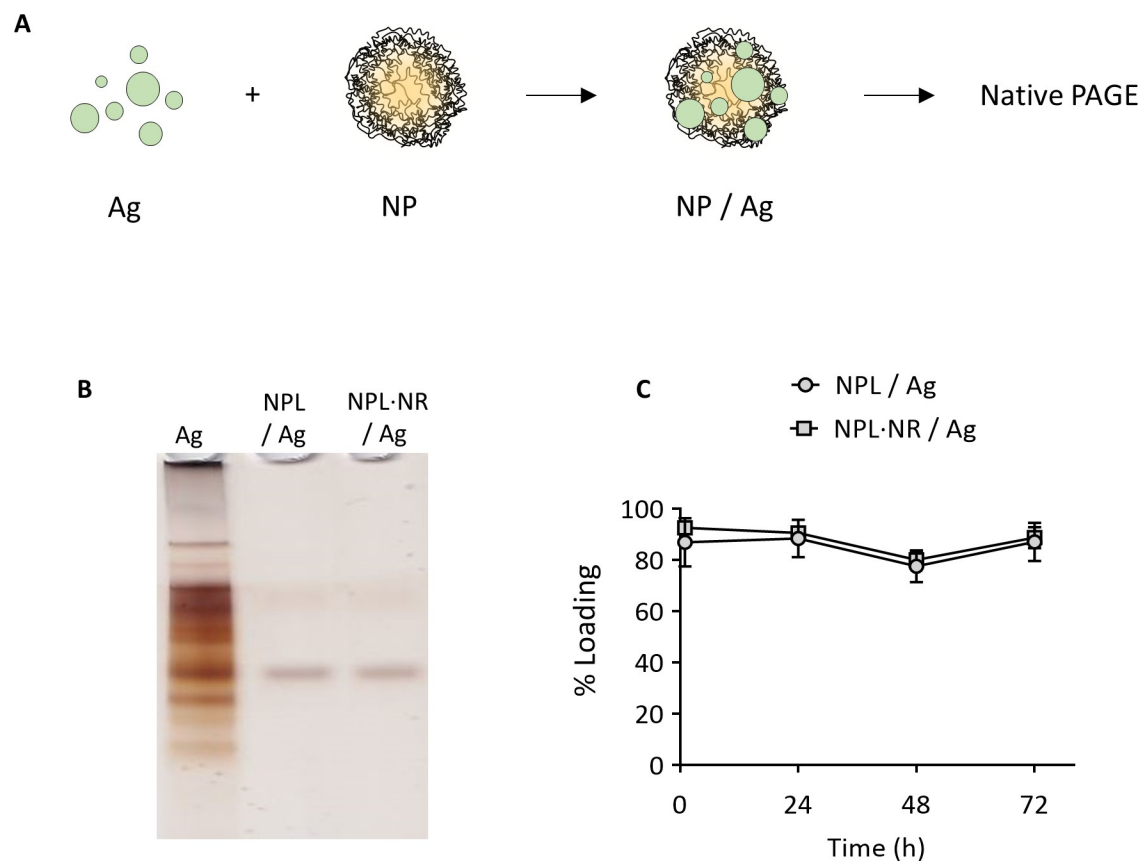 A
+
Native PAGE
Ag
NP
NP / Ag
B
Ag
NPL
/ Ag
NPL·NR
/ Ag
C
NPL / Ag
NPL·NR / Ag
% Loading
100
80
60
40
20
0
0
24
48
72
Time (h)